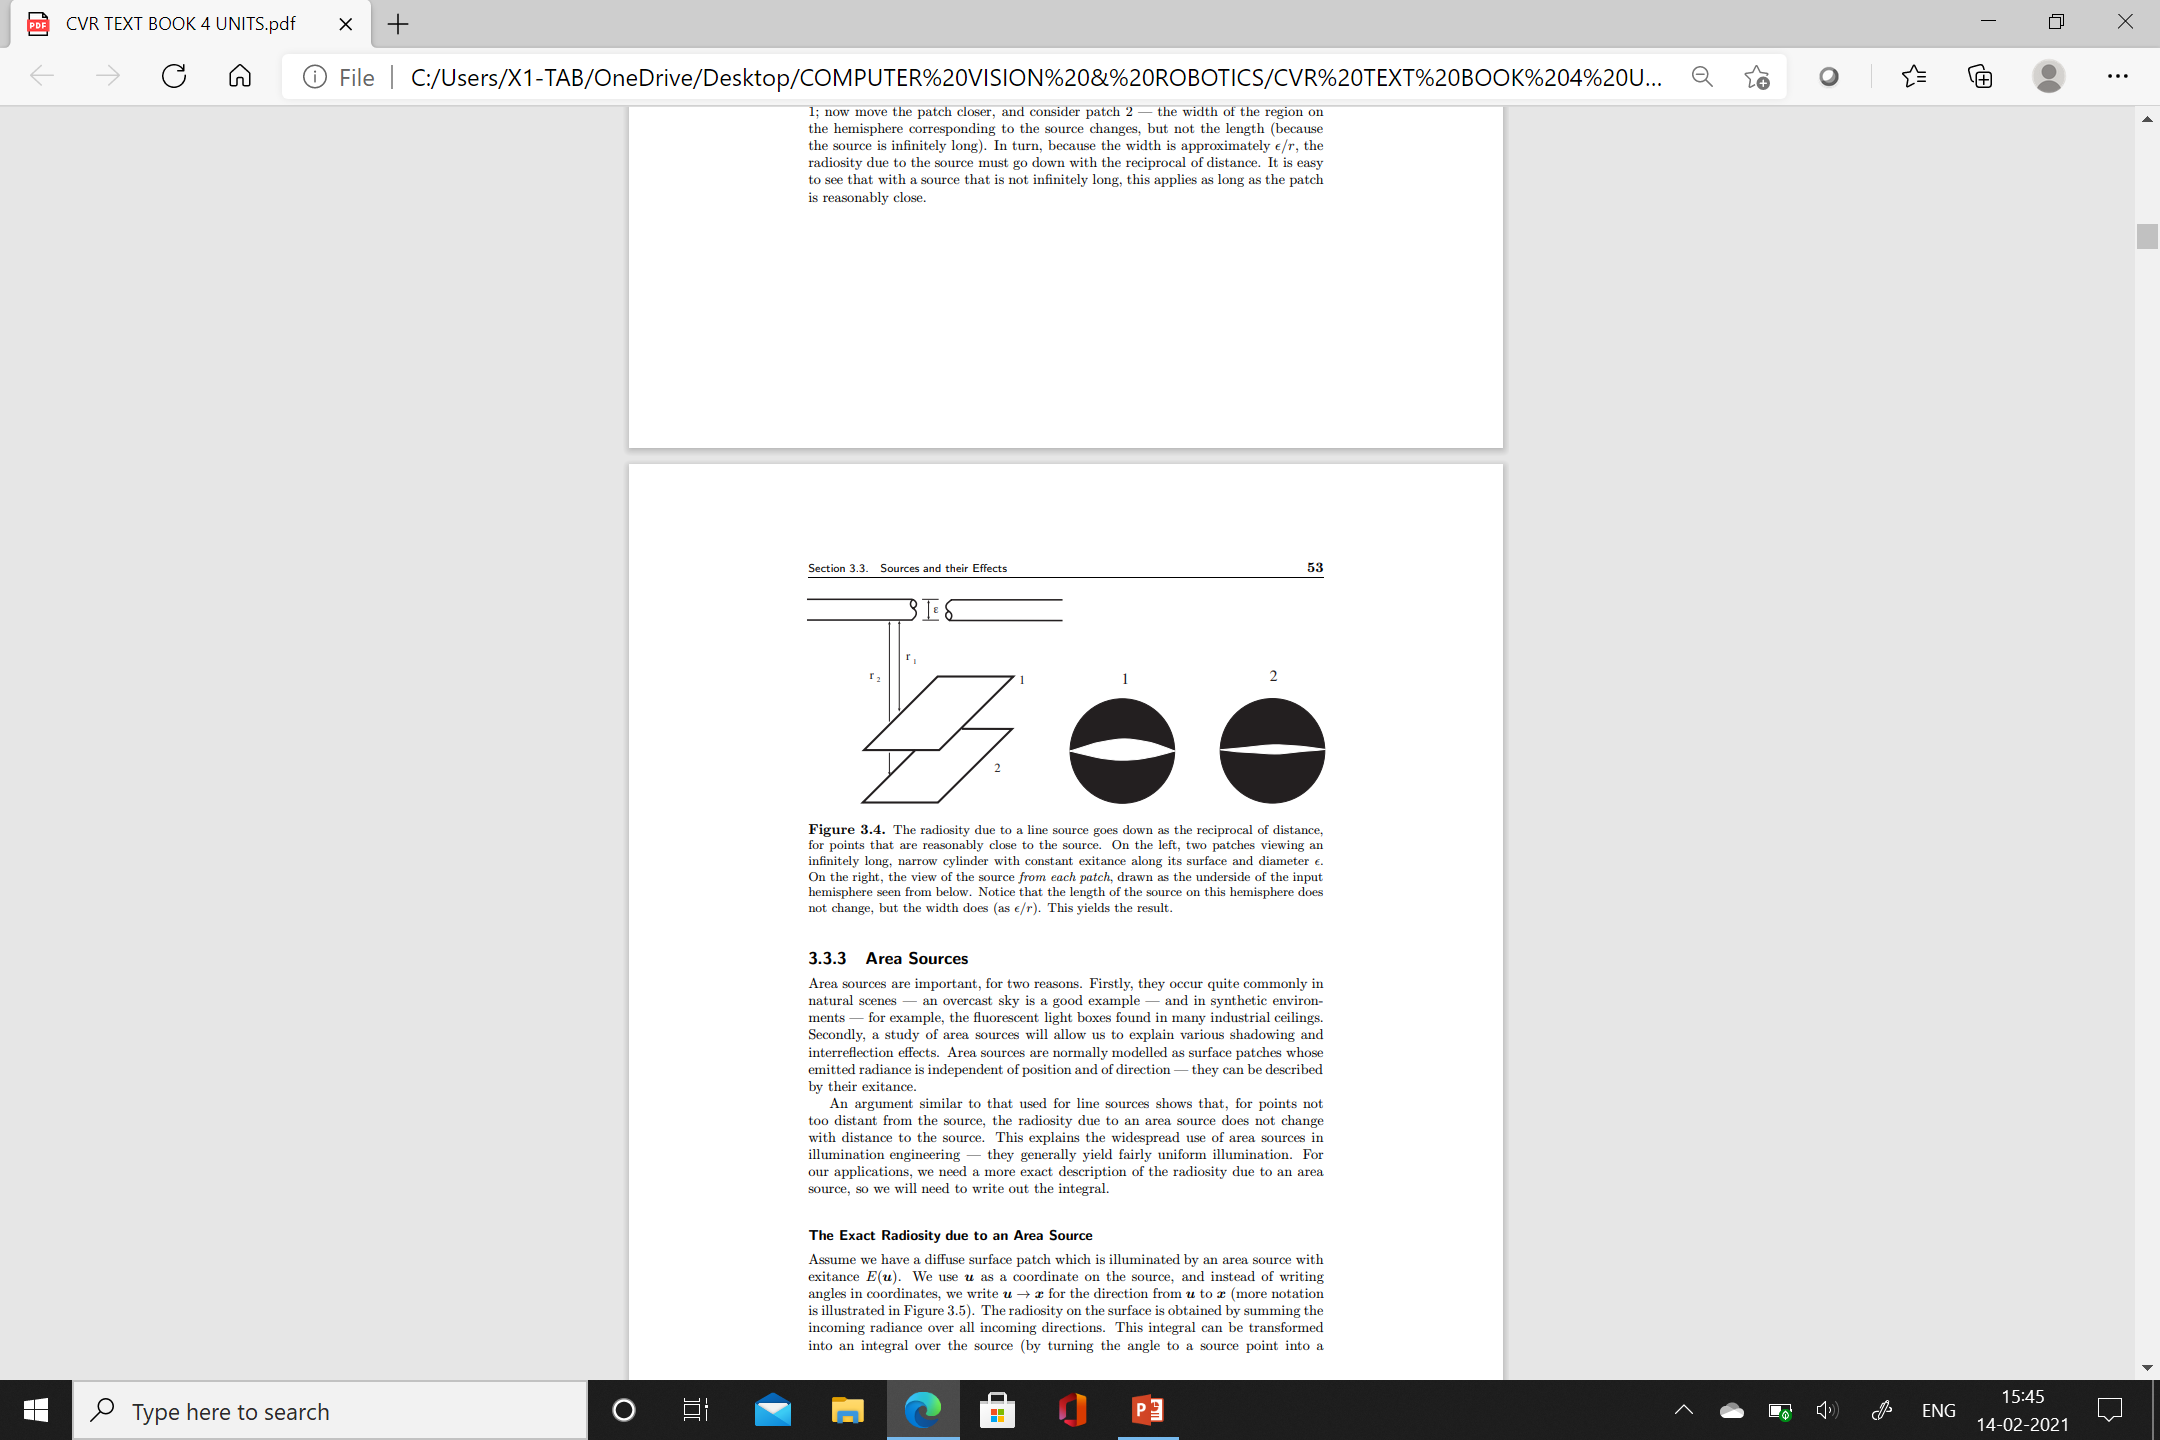 CVR TEXT BOOK 4 UNITS.pdf
File
C:/Users/X1-TAB/OneDrive/Desktop/COMPUTER%20VISION%20&%20ROBOTICS/CVR%20TEXT%20BOOK%204%20U...
1; now move the patch closer, and consider patch 2 — the width of the region on
the hemisphere corresponding to the source changes, but not the length (because
the source is infinitely long). In turn, because the width is approximately ϵ/r, the
radiosity due to the source must go down with the reciprocal of distance. It is easy
to see that with a source that is not infinitely long, this applies as long as the patch
is reasonably close.
Section 3.3. Sources and their Effects 53
ε
r 1
r 2
1
2
1
2
Figure 3.4. The radiosity due to a line source goes down as the reciprocal of distance,
for points that are reasonably close to the source. On the left, two patches viewing an
infinitely long, narrow cylinder with constant exitance along its surface and diameter ϵ.
On the right, the view of the source from each patch, drawn as the underside of the input
hemisphere seen from below. Notice that the length of the source on this hemisphere does
not change, but the width does (as ϵ/r). This yields the result.
3.3.3 Area Sources
Area sources are important, for two reasons. Firstly, they occur quite commonly in
natural scenes — an overcast sky is a good example — and in synthetic environ-
ments — for example, the fluorescent light boxes found in many industrial ceilings.
Secondly, a study of area sources will allow us to explain various shadowing and
interreflection effects. Area sources are normally modelled as surface patches whose
emitted radiance is independent of position and of direction — they can be described
by their exitance.
An argument similar to that used for line sources shows that, for points not
too distant from the source, the radiosity due to an area source does not change
with distance to the source. This explains the widespread use of area sources in
illumination engineering — they generally yield fairly uniform illumination. For
our applications, we need a more exact description of the radiosity due to an area
source, so we will need to write out the integral.
The Exact Radiosity due to an Area Source
Assume we have a diffuse surface patch which is illuminated by an area source with
exitance E(u). We use u as a coordinate on the source, and instead of writing
angles in coordinates, we write u → x for the direction from u to x (more notation
is illustrated in Figure 3.5). The radiosity on the surface is obtained by summing the
incoming radiance over all incoming directions. This integral can be transformed
into an integral over the source (by turning the angle to a source point into a
Type here to search
ENG
15:45
14-02-2021